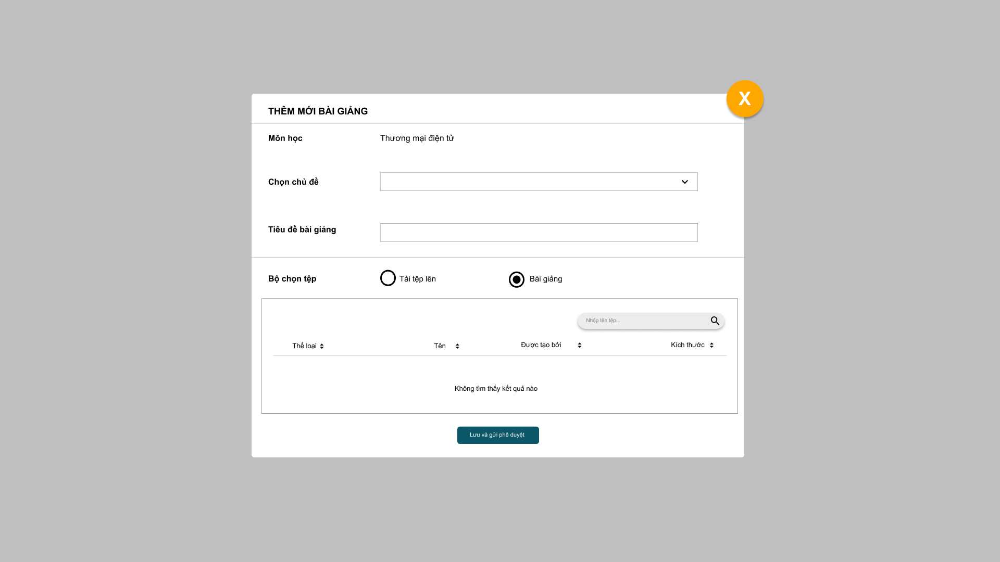 X
THÊM MỚI BÀI GIẢNG
Môn học
Thương mại điện tử
Chọn chủ đề
Tiêu đề bài giảng
Bộ chọn tệp
Tải tệp lên
Bài giảng
Nhập tên tệp...
Thể loại
Tên
Được tạo bởi
Kích thước
Không tìm thấy kết quả nào
Lưu và gửi phê duyệt